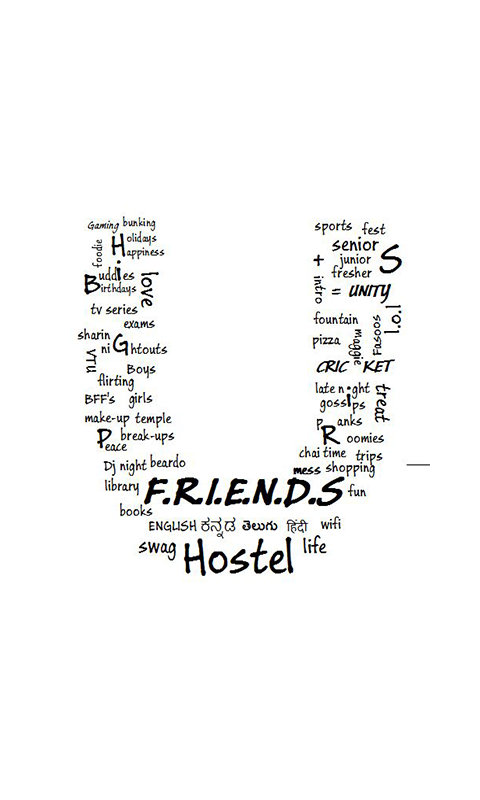 Gaming bunking
foodie
Holidays
Happiness
Buddies
Birthdays
love
tv series
exams
sharin G
ni Ghtouts
VTU
Boys
flirting
BFF's girls
make-up temple
Peace break-ups
Dj night beardo
library
books
sports fest
senior
+ junior S
fresher
intro = UNITY
lol
fountain
pizza maggie Fasoos
CRIC KET
late night
gossips treat
pRanks
Roomies
chai time trips
mess shopping
F.R.I.E.N.D.S fun
ENGLISH ಕನ್ನಡ తెలుగు हिंदी wifi
swag Hostel life